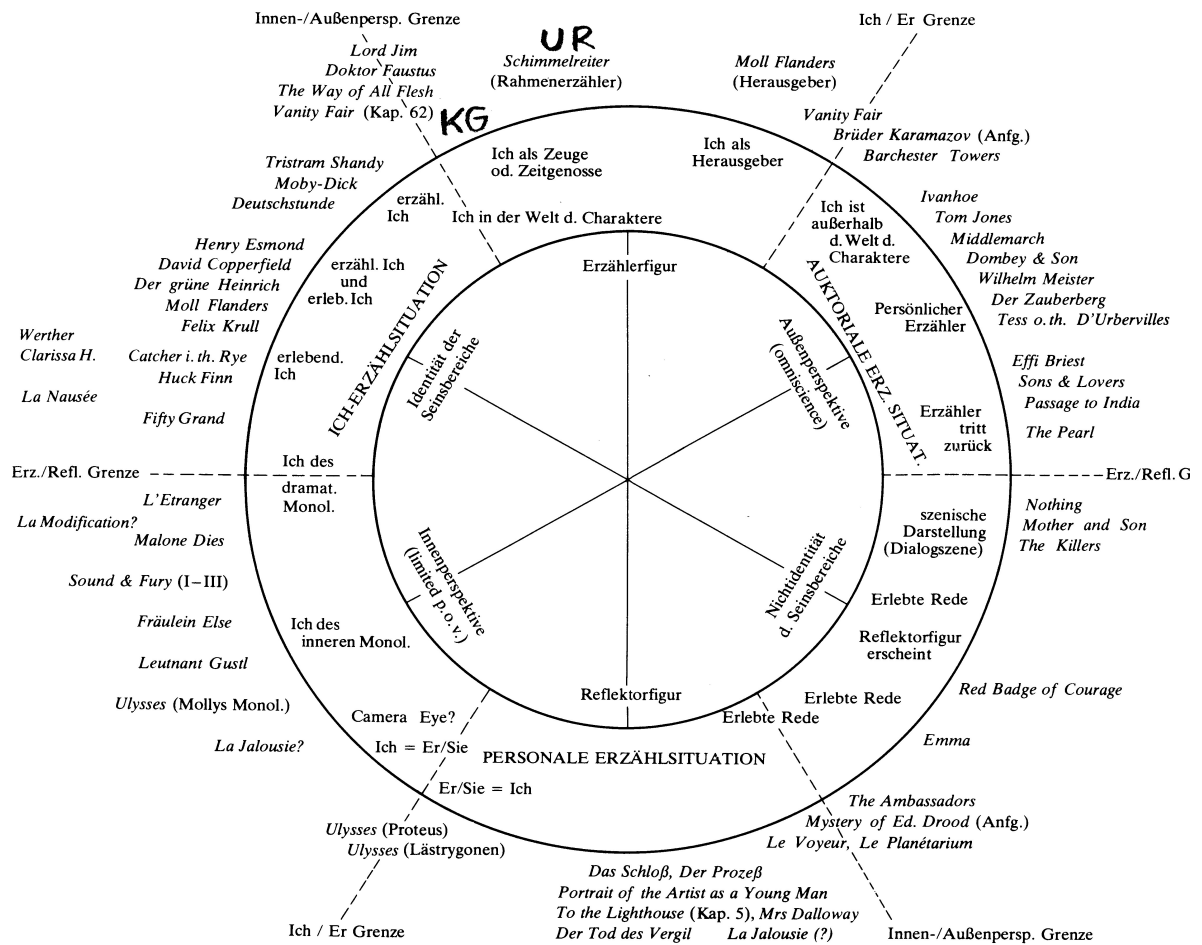 Innen-/Außenpersp. Grenze
Ich / Er Grenze
UR
Lord Jim
Doktor Faustus
The Way of All Flesh
Vanity Fair (Kap. 62)
KG
Schimmelreiter
(Rahmenerzähler)
Moll Flanders
(Herausgeber)
Vanity Fair
Brüder Karamazov (Anfg.)
Barchester Towers
Tristram Shandy
Moby-Dick
Deutschstunde
Henry Esmond
David Copperfield
Der grüne Heinrich
Moll Flanders
Felix Krull
Werther
Clarissa H.
La Nausée
Catcher i. th. Rye
Huck Finn
Fifty Grand
Ich als Zeuge
od. Zeitgenosse
Ich als
Herausgeber
erzähl.
Ich
Ich in der Welt d. Charaktere
Ich ist
außerhalb
d. Welt d.
Charaktere
erzähl. Ich
und
erleb. Ich
erlebend.
Ich
ICH-ERZÄHLSITUATION
AUKTORIALE ERZ. SITUAT.
Persönlicher
Erzähler
Erzähler
tritt
zurück
Ivanhoe
Tom Jones
Middlemarch
Dombey & Son
Wilhelm Meister
Der Zauberberg
Tess o. th. D'Urbervilles
Effi Briest
Sons & Lovers
Passage to India
The Pearl
Erzählerfigur
Identität der
Seinsbereiche
Außenperspektive
(omniscience)
Erz./Refl. Grenze
Erz./Refl. G
Ich des
dramat.
Monol.
L'Etranger
La Modification?
Malone Dies
Sound & Fury (I–III)
Fräulein Else
Leutnant Gustl
Ulysses (Mollys Monol.)
La Jalousie?
Ich des
inneren Monol.
Camera Eye?
Ich = Er/Sie
Er/Sie = Ich
Innenperspektive
(limited p. o. v.)
Nichtidentität
d. Seinsbereiche
Reflektorfigur
PERSONALE ERZÄHLSITUATION
szenische
Darstellung
(Dialogszene)
Erlebte Rede
Reflektorfigur
erscheint
Erlebte Rede
Erlebte Rede
Nothing
Mother and Son
The Killers
Red Badge of Courage
Emma
The Ambassadors
Mystery of Ed. Drood (Anfg.)
Le Voyeur, Le Planétarium
Ulysses (Proteus)
Ulysses (Lästrygonen)
Das Schloß, Der Prozeß
Portrait of the Artist as a Young Man
To the Lighthouse (Kap. 5), Mrs Dalloway
Der Tod des Vergil La Jalousie (?)
Ich / Er Grenze
Innen-/Außenpersp. Grenze